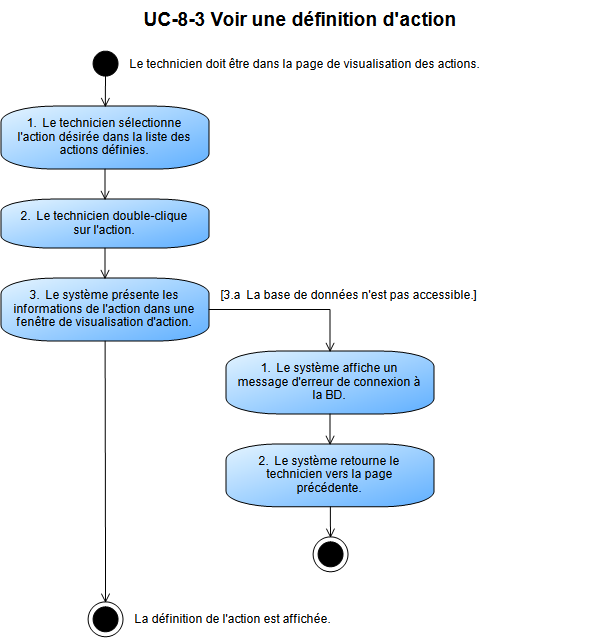 UC-8-3 Voir une définition d'action
Le technicien doit être dans la page de visualisation des actions.
1. Le technicien sélectionne
l'action désirée dans la liste des
actions définies.
2. Le technicien double-clique
sur l'action.
3. Le système présente les
informations de l'action dans une
fenêtre de visualisation d'action.
[3.a La base de données n'est pas accessible.]
1. Le système affiche un
message d'erreur de connexion à
la BD.
2. Le système retourne le
technicien vers la page
précédente.
La définition de l'action est affichée.